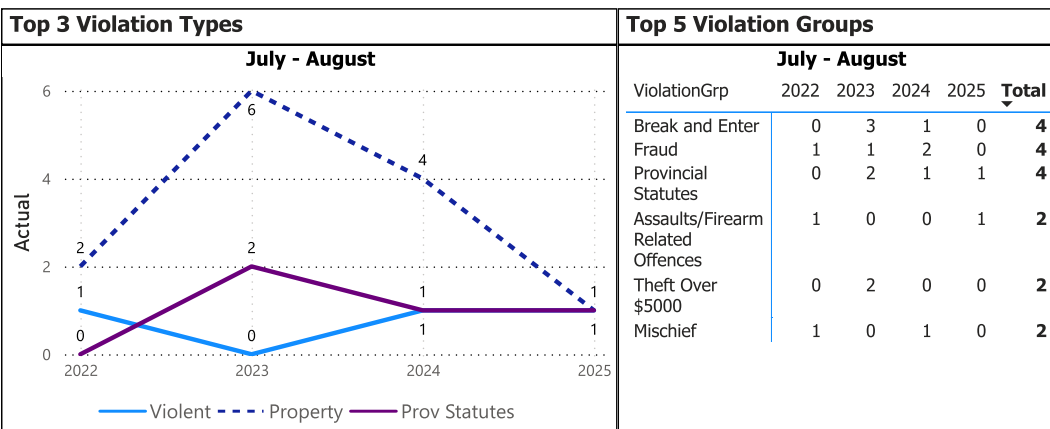 Top 3 Violation Types
July - August
Actual
6
4
2
0
2
6
4
1
1
0
2
1
0
1
1
2022 2023 2024 2025
Violent Property Prov Statutes
Top 5 Violation Groups
July - August
ViolationGrp 2022 2023 2024 2025 Total
Break and Enter 0 3 1 0 4
Fraud 1 1 2 0 4
Provincial 0 2 1 1 4
Statutes
Assaults/Firearm 1 0 0 1 2
Related
Offences
Theft Over 0 2 0 0 2
$5000
Mischief 1 0 1 0 2